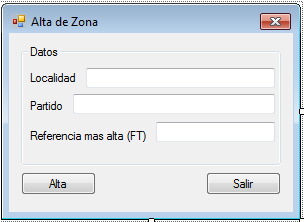 Alta de Zona
Datos
Localidad
Partido
Referencia mas alta (FT)
Alta
Salir